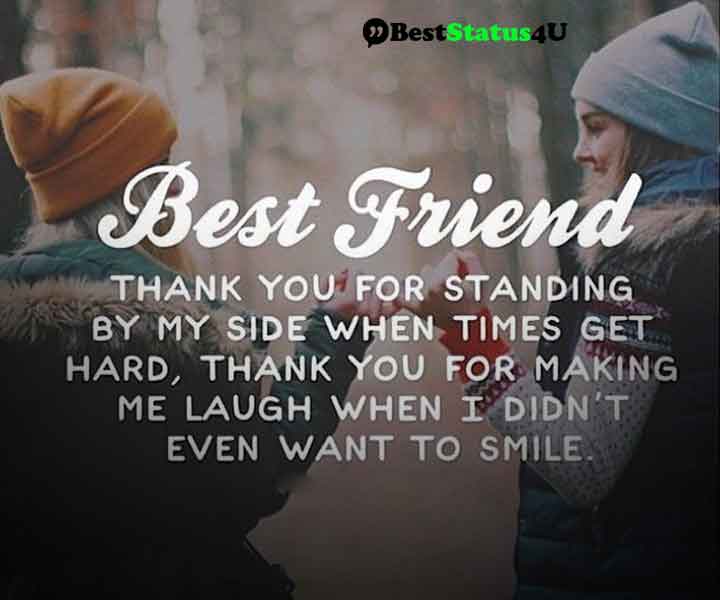 BestStatus4U
Best Friend
THANK YOU FOR STANDING
BY MY SIDE WHEN TIMES GET
HARD, THANK YOU FOR MAKING
ME LAUGH WHEN I DIDN'T
EVEN WANT TO SMILE.